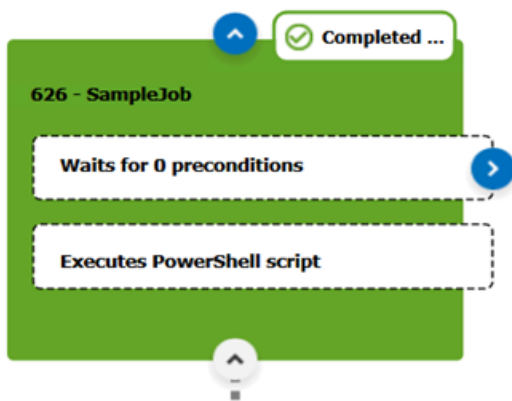 Completed ...
626 - SampleJob
Waits for 0 preconditions
Executes PowerShell script